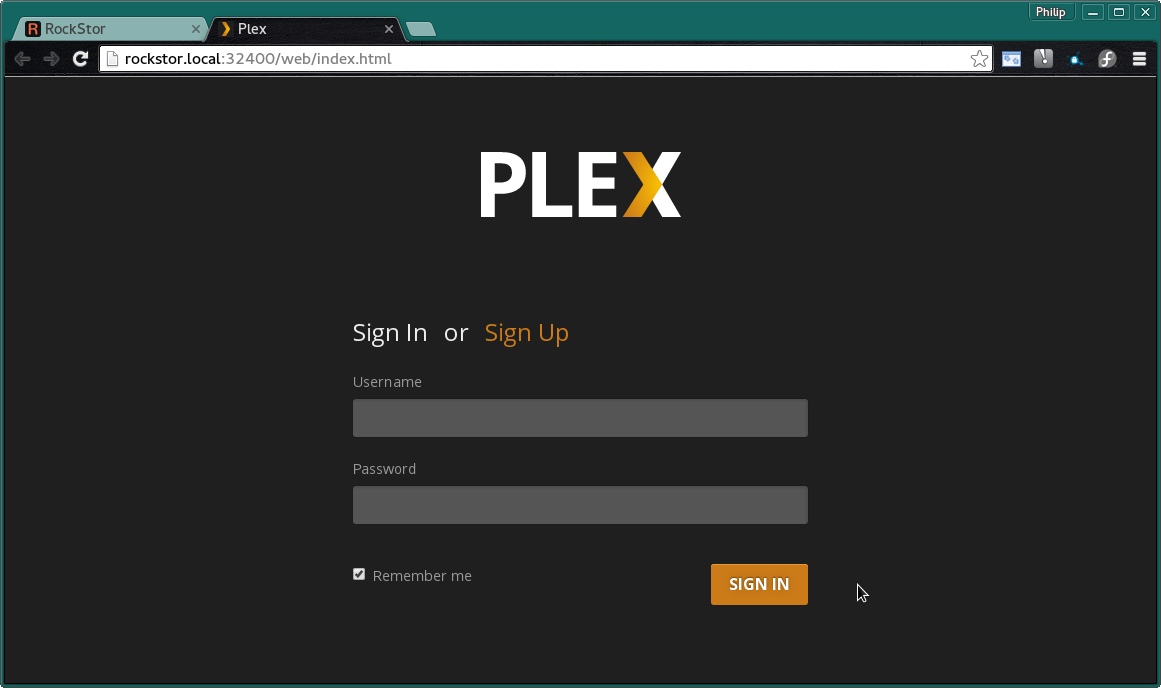 Philip
RockStor
Plex
rockstor.local:32400/web/index.html
PLEX
Sign In or Sign Up
Username
Password
Remember me
SIGN IN